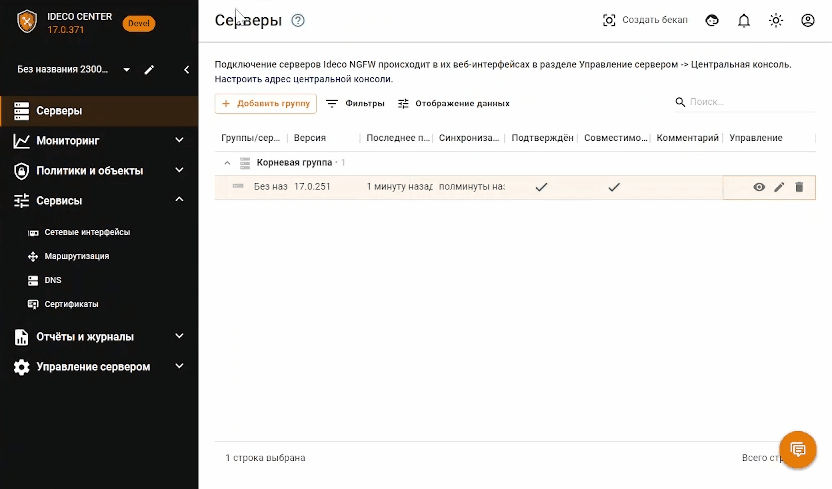 IDECO CENTER
17.0.371
Devel
Без названия 2300...
Серверы
Мониторинг
Политики и объекты
Сервисы
Сетевые интерфейсы
Маршрутизация
DNS
Сертификаты
Отчёты и журналы
Управление сервером
Серверы
Создать бекап
Подключение серверов Ideco NGFW происходит в их веб-интерфейсах в разделе Управление сервером -> Центральная консоль.
Настроить адрес центральной консоли.
+ Добавить группу Фильтры Отображение данных
Поиск...
Группы/сер... Версия Последнее п... Синхрониза... Подтверждён Совместимо... Комментарий Управление
Корневая группа • 1
Без наз 17.0.251 1 минуту назад полминуты на
1 строка выбрана
Всего стр